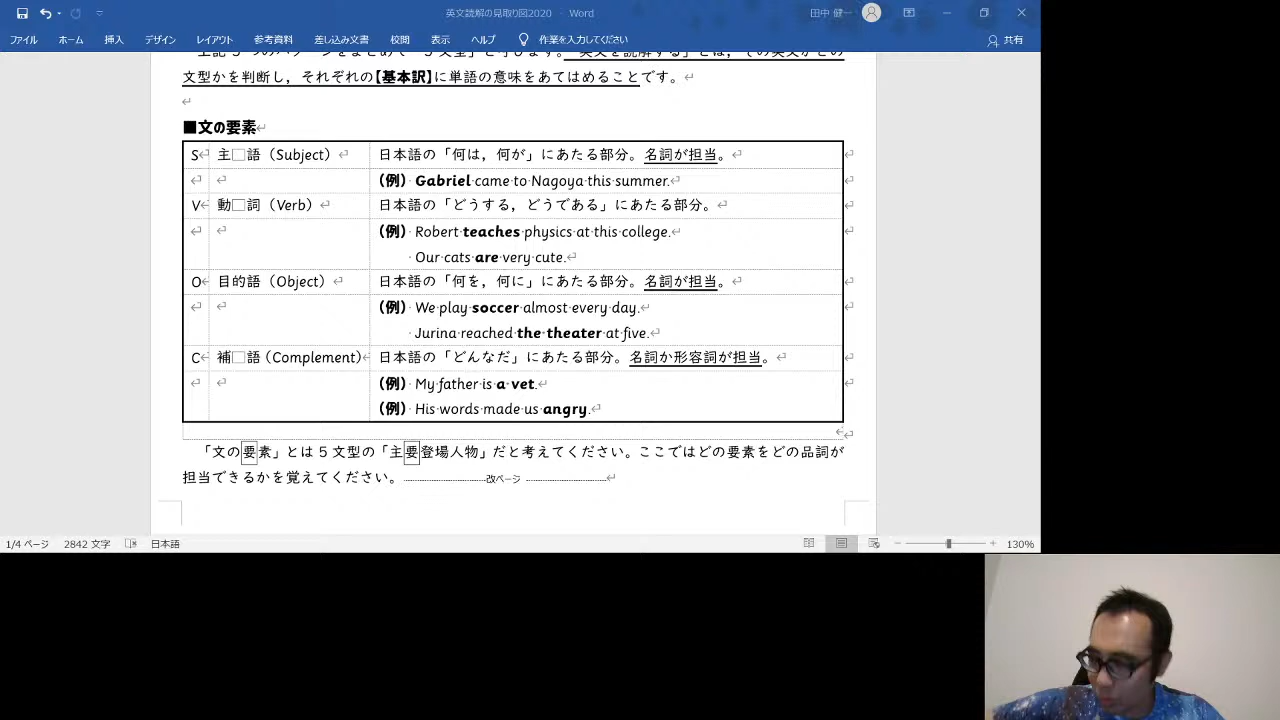 英文読解の見取り図2020 - Word
田中 健一
ファイル ホーム 挿入 デザイン レイアウト 参考資料 差し込み文書 校閲 表示 ヘルプ 作業を入力してください 共有
文型かを判断し，それぞれの【基本訳】に単語の意味をあてはめることです。
■文の要素
S 主□語（Subject） 日本語の「何は，何が」にあたる部分。名詞が担当。
（例） Gabriel came to Nagoya this summer.
V 動□詞（Verb） 日本語の「どうする，どうである」にあたる部分。
（例） Robert teaches physics at this college.
Our cats are very cute.
O 目的語（Object） 日本語の「何を，何に」にあたる部分。名詞が担当。
（例） We play soccer almost every day.
Jurina reached the theater at five.
C 補□語（Complement） 日本語の「どんなだ」にあたる部分。名詞か形容詞が担当。
（例） My father is a vet.
（例） His words made us angry.
「文の要素」とは５文型の「主要登場人物」だと考えてください。ここではどの要素をどの品詞が
担当できるかを覚えてください。 改ページ
1/4 ページ 2842 文字 日本語 130%